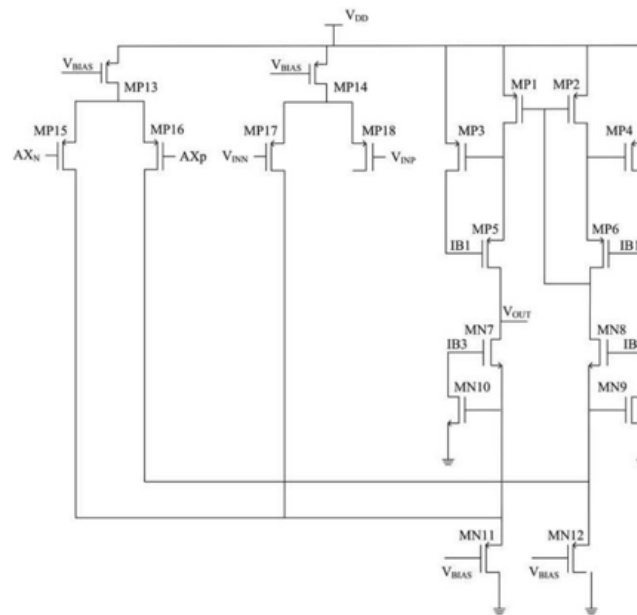 VDD
VBIAS
MP13
VBIAS
MP14
MP1
MP2
MP15
MP16
MP17
MP18
MP3
MP4
AXN
AXp
VINN
VINP
MP5
MP6
IB1
IB1
VOUT
MN7
MN8
IB3
IB
MN10
MN9
MN11
MN12
VBIAS
VBIAS